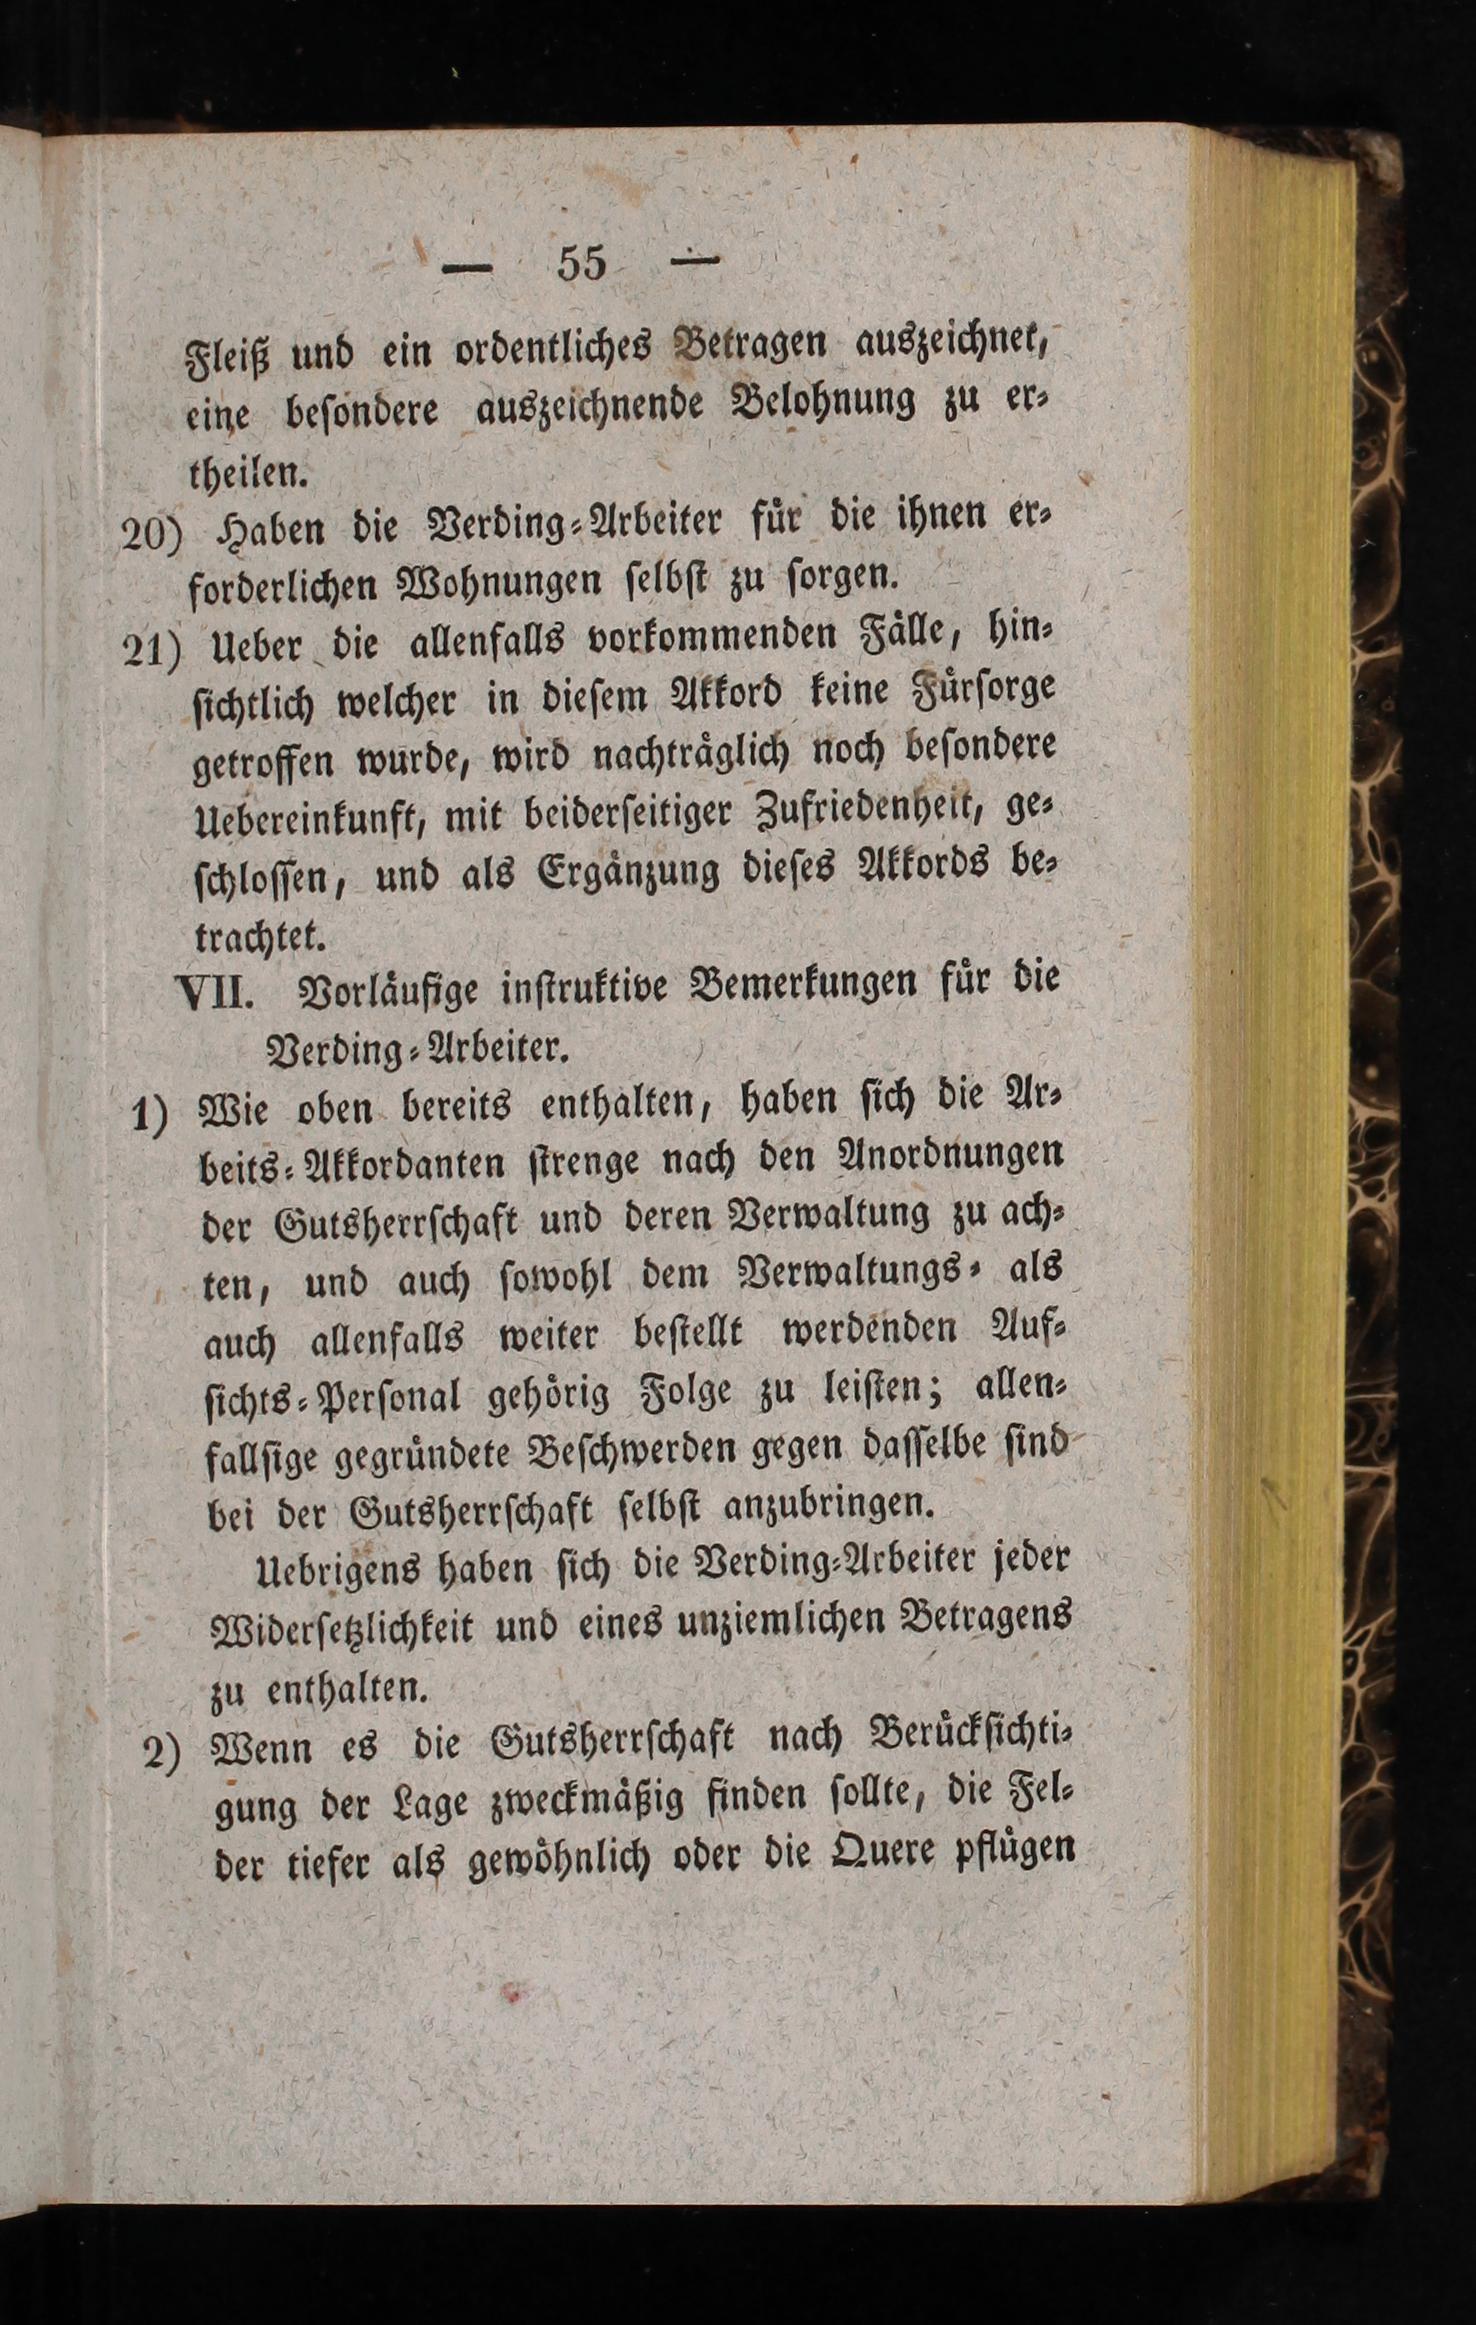 — 55 —
Fleiß und ein ordentliches Betragen auszeichnet,
eine besondere auszeichnende Belohnung zu er-
theilen.
20) Haben die Verding-Arbeiter für die ihnen er-
forderlichen Wohnungen selbst zu sorgen.
21) Ueber die allenfalls vorkommenden Fälle, hin-
sichtlich welcher in diesem Akkord keine Fürsorge
getroffen wurde, wird nachträglich noch besondere
Uebereinkunft, mit beiderseitiger Zufriedenheit, ge-
schlossen, und als Ergänzung dieses Akkords be-
trachtet.
VII. Vorläufige instruktive Bemerkungen für die
Verding-Arbeiter.
1) Wie oben bereits enthalten, haben sich die Ar-
beits-Akkordanten strenge nach den Anordnungen
der Gutsherrschaft und deren Verwaltung zu ach-
ten, und auch sowohl dem Verwaltungs- als
auch allenfalls weiter bestellt werdenden Auf-
sichts-Personal gehörig Folge zu leisten; allen-
fallsige gegründete Beschwerden gegen dasselbe sind
bei der Gutsherrschaft selbst anzubringen.
Uebrigens haben sich die Verding-Arbeiter jeder
Widersetzlichkeit und eines unziemlichen Betragens
zu enthalten.
2) Wenn es die Gutsherrschaft nach Berücksichti-
gung der Lage zweckmäßig finden sollte, die Fel-
der tiefer als gewöhnlich oder die Quere pflügen